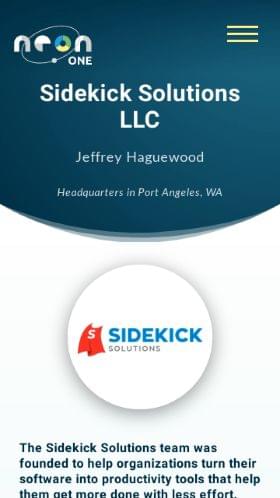 neon
ONE
Sidekick Solutions
LLC
Jeffrey Haguewood
Headquarters in Port Angeles, WA
S SIDEKICK
SOLUTIONS
The Sidekick Solutions team was
founded to help organizations turn their
software into productivity tools that help
them get more done with less effort.